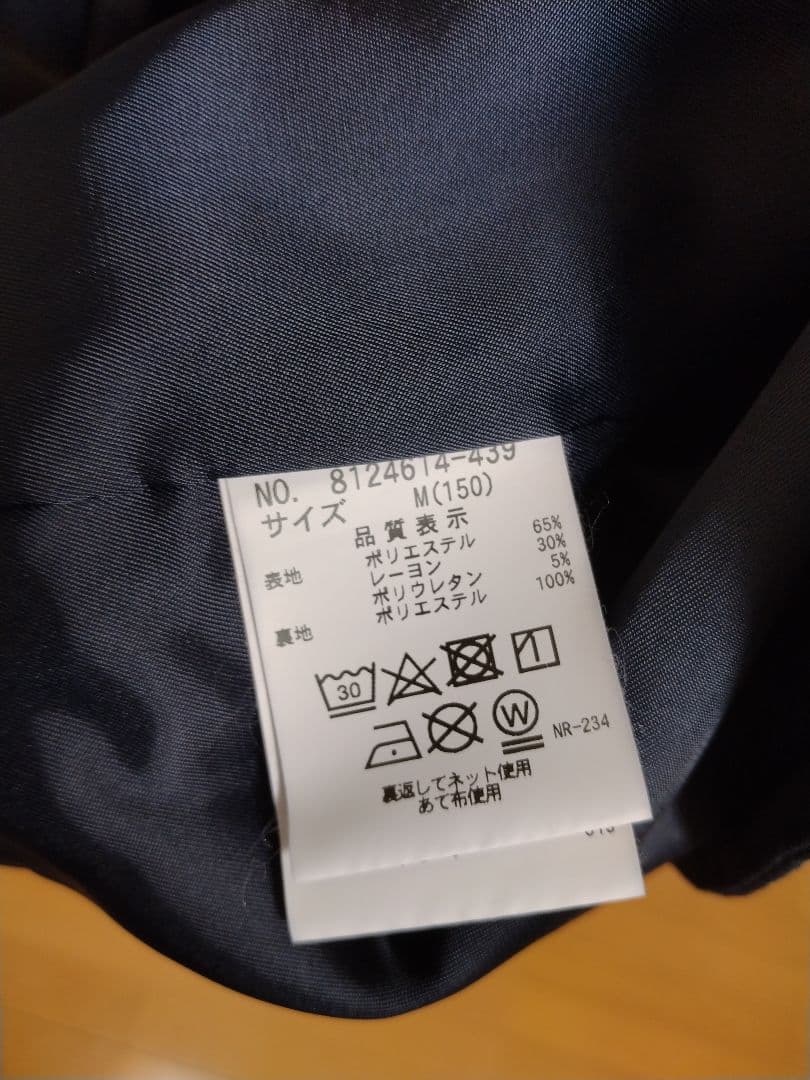 NO. 8124614-439
サイズ M(150)
品質表示
表地 ポリエステル 65%
レーヨン 30%
ポリウレタン 5%
裏地 ポリエステル 100%
30
1
W
NR-234
裏返してネット使用
あて布使用